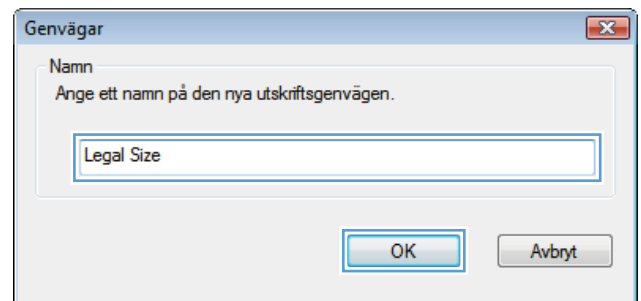 Genvägar
Namn
Ange ett namn på den nya utskriftsgenvägen.
Legal Size
OK
Avbryt